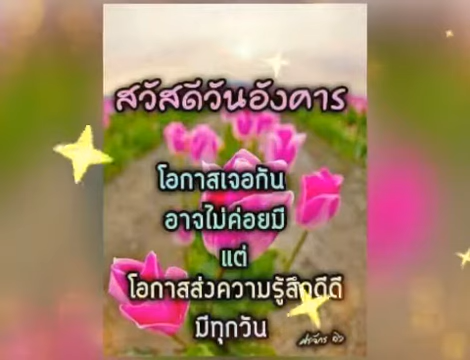 สวัสดีวันอังคาร
โอกาสเจอกัน
อาจไม่ค่อยมี
แต่
โอกาสส่งความรู้สึกดีดี
มีทุกวัน